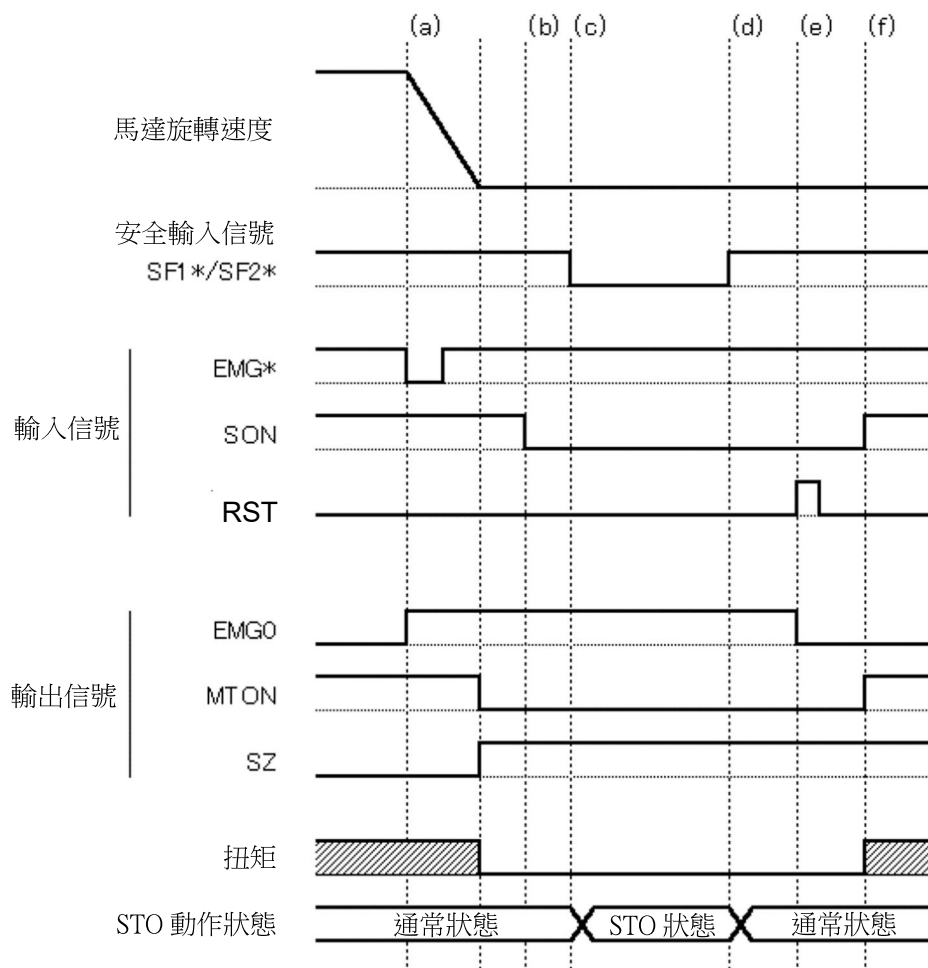 (a) (b) (c) (d) (e) (f)
馬達旋轉速度
安全輸入信號
SF1*/SF2*
輸入信號
EMG*
SON
RST
輸出信號
EMG0
MTON
SZ
扭矩
STO 動作狀態 通常狀態 STO 狀態 通常狀態